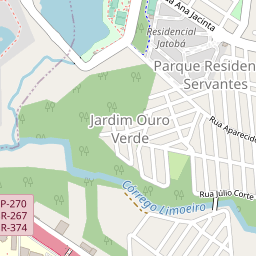 Rua Ana Jacinta
Residencial
Jatobá
Parque Residen
Servantes
Jardim Ouro
Verde
Rua Aparecido
Rua Júlio Corte
Córrego Limoeiro
P-270
R-267
R-374